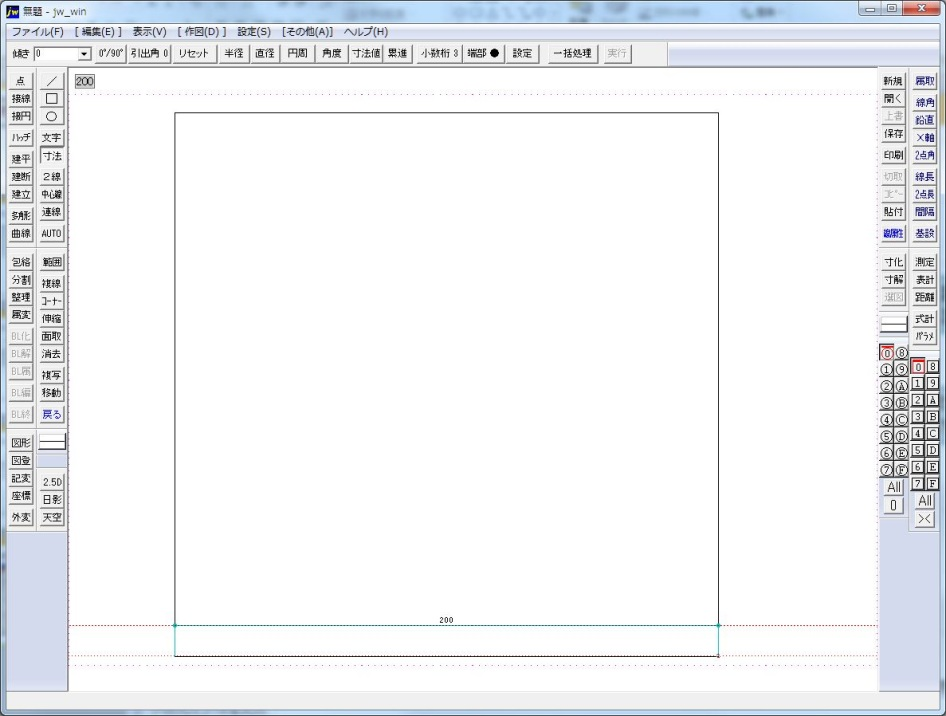 無題 - jw_win
ファイル(F) [ 編集(E) ] 表示(V) [ 作図(D) ] 設定(S) [その他(A)] ヘルプ(H)
傾き 0 0°/90° 引出角 0 リセット 半径 直径 円周 角度 寸法値 累進 小数桁 3 端部 ● 設定 一括処理 実行
200
点 ／
接線 □
接円 ○
ハッチ 文字
建平 寸法
建断 2線
建立 中心線
多角形 連線
曲線 AUTO
包絡 範囲
分割 複線
整理 コーナー
属変 伸縮
BL化 面取
BL解 消去
BL属 複写
BL編 移動
BL終 戻る
図形
図登
記変 2.5D
座標 日影
外変 天空
新規 属取
開く 線角
上書 鉛直
保存 X軸
印刷 2点角
切取 線長
コピー 2点長
貼付 間隔
線属性 基設
寸化 測定
寸解 表計
選図 距離
式計
パラメ
0 8
1 9
2 A
3 B
4 C
5 D
6 E
7 F
All
0
0 8
1 9
2 A
3 B
4 C
5 D
6 E
7 F
All
×
200